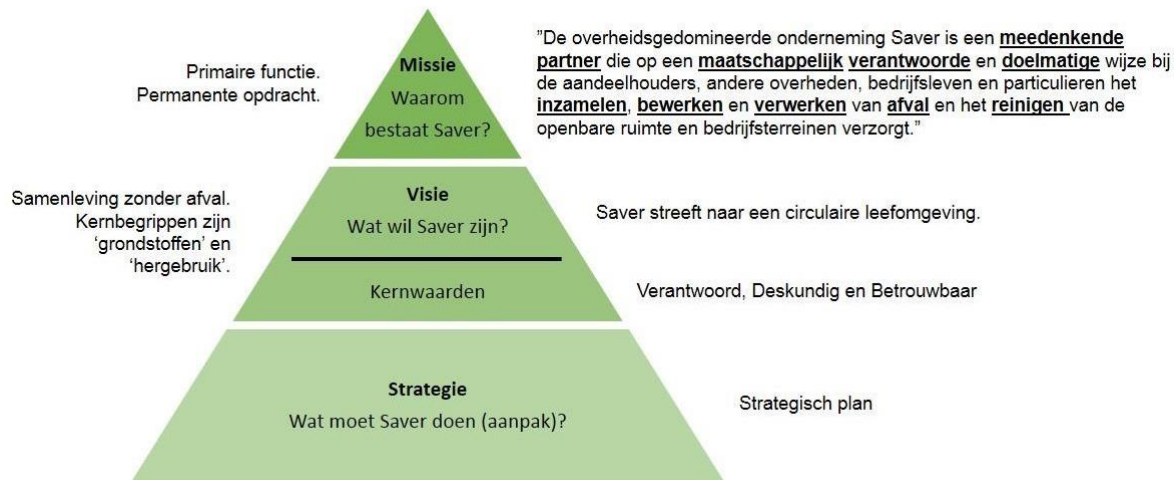 Primaire functie.
Permanente opdracht.
Missie
Waarom
bestaat Saver?
”De overheidsgedomineerde onderneming Saver is een meedenkende
partner die op een maatschappelijk verantwoorde en doelmatige wijze bij
de aandeelhouders, andere overheden, bedrijfsleven en particulieren het
inzamelen, bewerken en verwerken van afval en het reinigen van de
openbare ruimte en bedrijfsterreinen verzorgt.”
Samenleving zonder afval.
Kernbegrippen zijn
‘grondstoffen’ en
‘hergebruik’.
Visie
Wat wil Saver zijn?
Saver streeft naar een circulaire leefomgeving.
Kernwaarden
Verantwoord, Deskundig en Betrouwbaar
Strategie
Wat moet Saver doen (aanpak)?
Strategisch plan